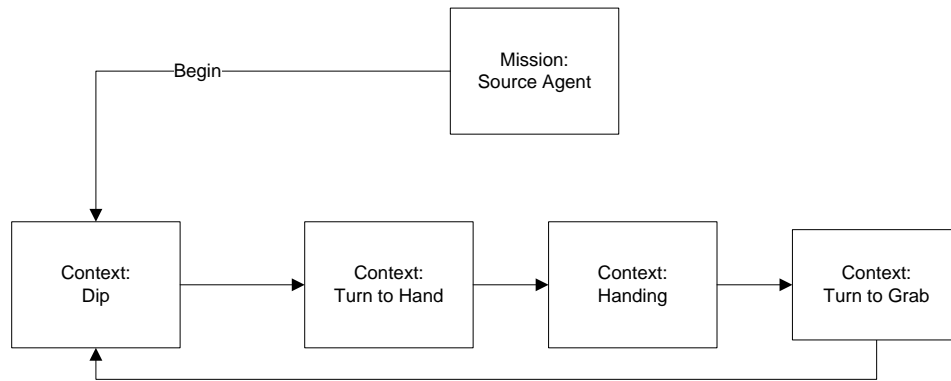 Mission:
Source Agent
Begin
Context:
Dip
Context:
Turn to Hand
Context:
Handing
Context:
Turn to Grab